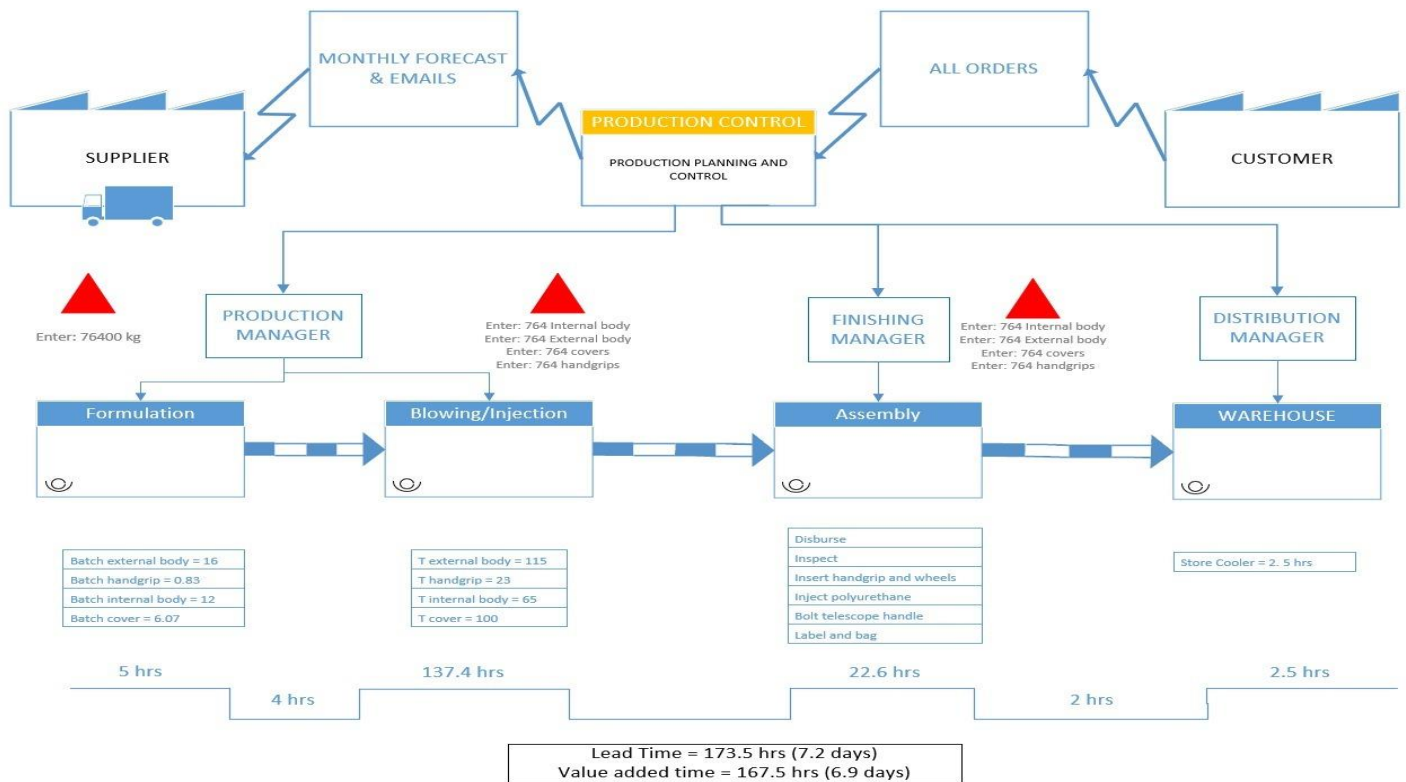 MONTHLY FORECAST
& EMAILS
ALL ORDERS
SUPPLIER
PRODUCTION CONTROL
PRODUCTION PLANNING AND
CONTROL
CUSTOMER
Enter: 76400 kg
PRODUCTION
MANAGER
Enter: 764 Internal body
Enter: 764 External body
Enter: 764 covers
Enter: 764 handgrips
FINISHING
MANAGER
Enter: 764 Internal body
Enter: 764 External body
Enter: 764 covers
Enter: 764 handgrips
DISTRIBUTION
MANAGER
Formulation
Blowing/Injection
Assembly
WAREHOUSE
Batch external body = 16
Batch handgrip = 0.83
Batch internal body = 12
Batch cover = 6.07
T external body = 115
T handgrip = 23
T internal body = 65
T cover = 100
Disburse
Inspect
Insert handgrip and wheels
Inject polyurethane
Bolt telescope handle
Label and bag
Store Cooler = 2. 5 hrs
5 hrs
4 hrs
137.4 hrs
22.6 hrs
2 hrs
2.5 hrs
Lead Time = 173.5 hrs (7.2 days)
Value added time = 167.5 hrs (6.9 days)